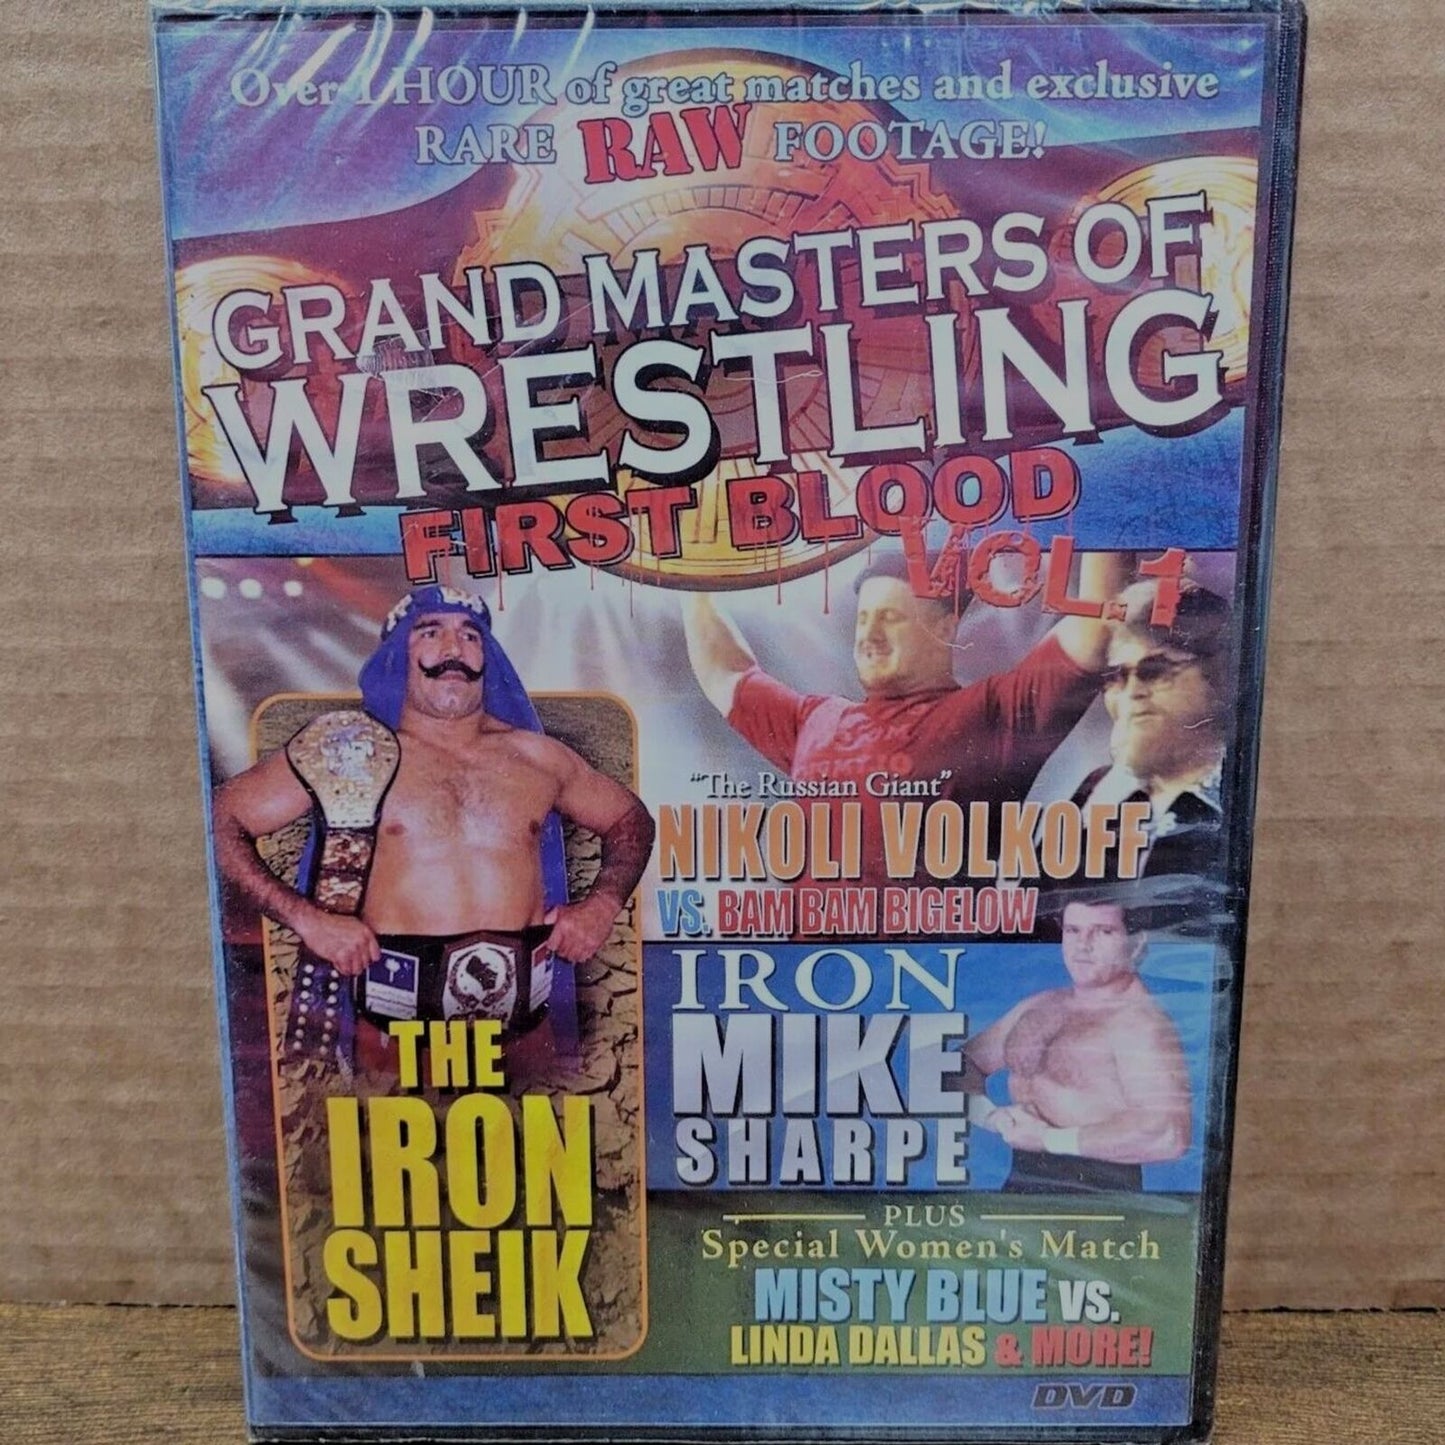 Over 1 HOUR of great matches and exclusive
RARE RAW FOOTAGE!
GRAND MASTERS OF
WRESTLING
FIRST BLOOD
VOL.1
"The Russian Giant"
NIKOLI VOLKOFF
VS. BAM BAM BIGELOW
IRON
MIKE
SHARPE
THE
IRON
SHEIK
PLUS
Special Women's Match
MISTY BLUE VS.
LINDA DALLAS & MORE!
DVD